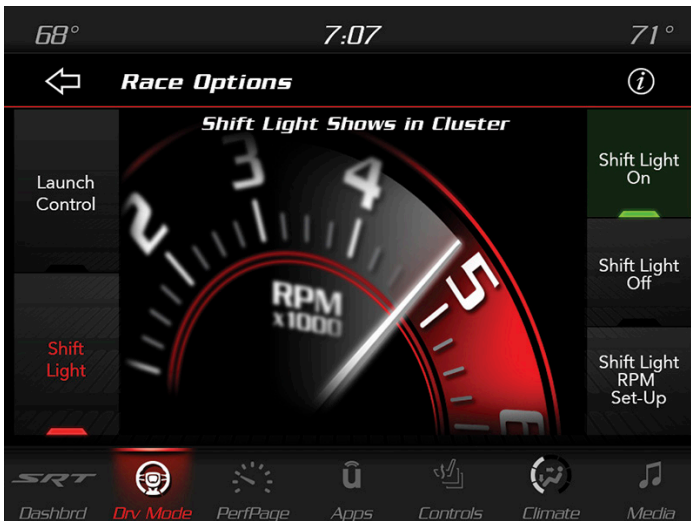 68° 7:07 71°
Race Options i
Shift Light Shows in Cluster
Launch
Control
Shift
Light
2 3 4 5
RPM
x1000
Shift Light
On
Shift Light
Off
Shift Light
RPM
Set-Up
SRT û
Dashbrd Drv Mode PerfPage Apps Controls Climate Media